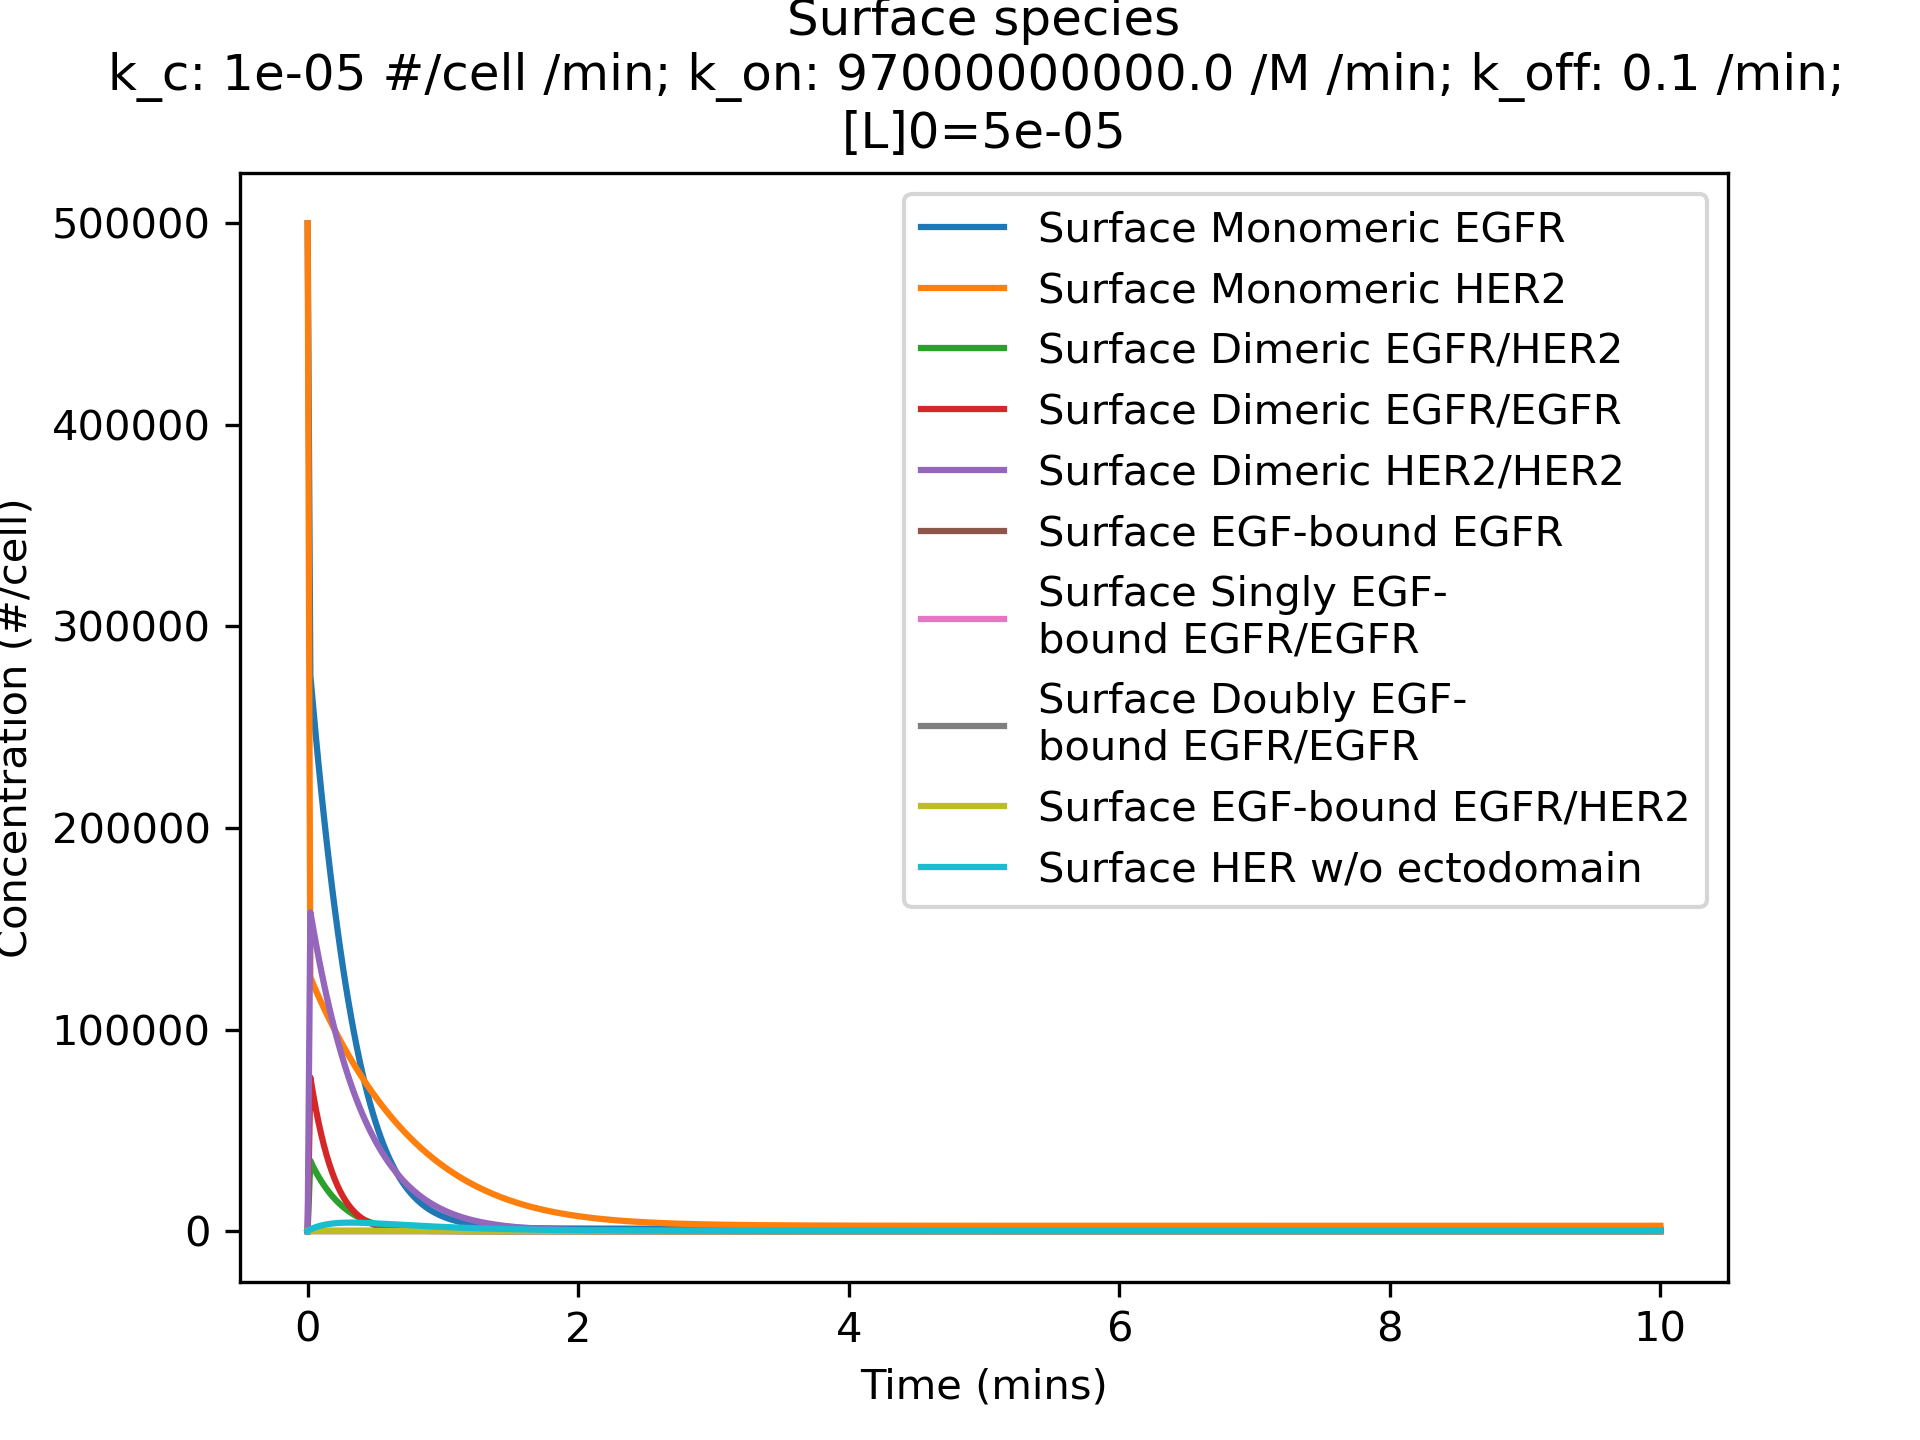 Surface species
k_c: 1e-05 #/cell /min; k_on: 97000000000.0 /M /min; k_off: 0.1 /min;
[L]0=5e-05
Concentration (#/cell)
500000
400000
300000
200000
100000
0
Surface Monomeric EGFR
Surface Monomeric HER2
Surface Dimeric EGFR/HER2
Surface Dimeric EGFR/EGFR
Surface Dimeric HER2/HER2
Surface EGF-bound EGFR
Surface Singly EGF-
bound EGFR/EGFR
Surface Doubly EGF-
bound EGFR/EGFR
Surface EGF-bound EGFR/HER2
Surface HER w/o ectodomain
0 2 4 6 8 10
Time (mins)